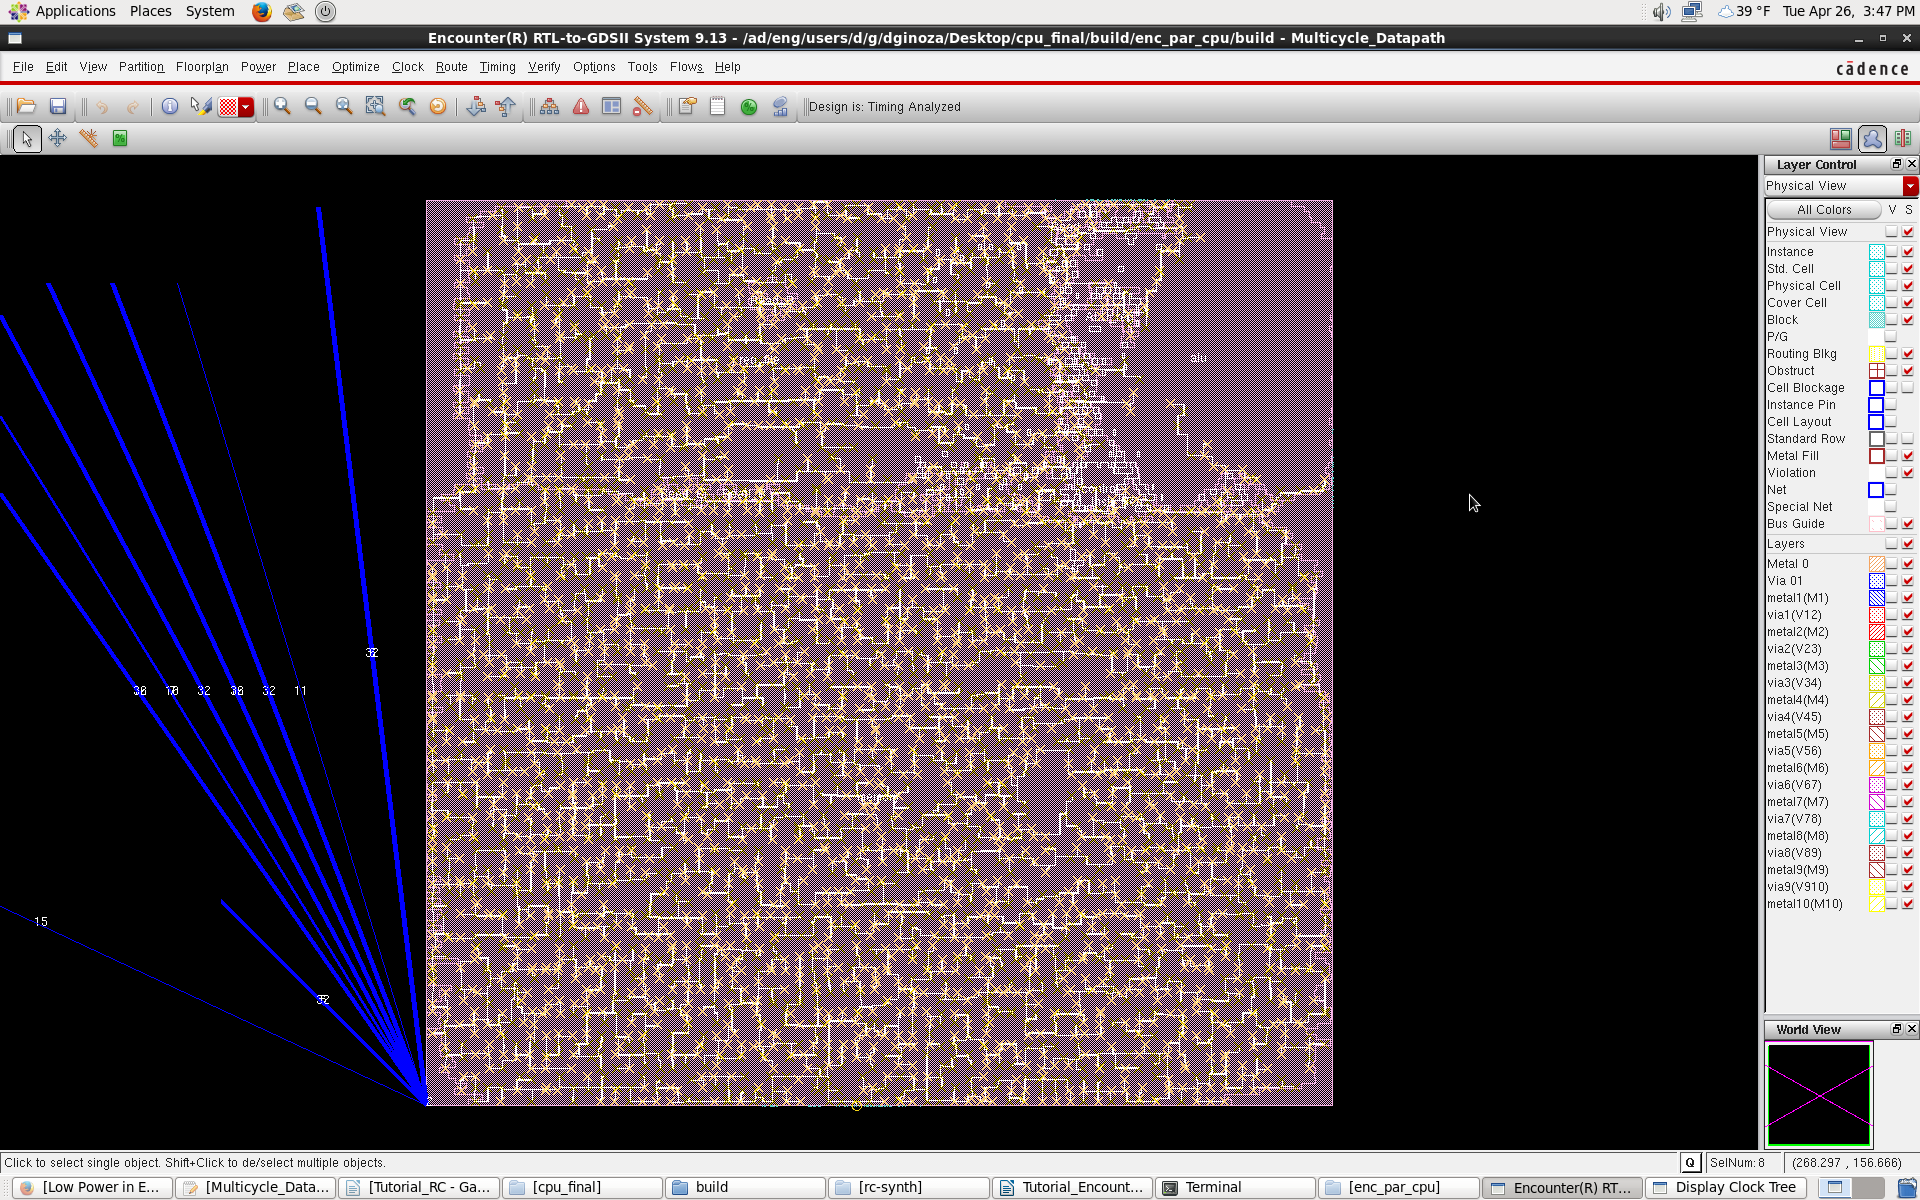 Applications Places System 39 °F Tue Apr 26, 3:47 PM
Encounter(R) RTL-to-GDSII System 9.13 - /ad/eng/users/d/g/dginoza/Desktop/cpu_final/build/enc_par_cpu/build - Multicycle_Datapath
File Edit View Partition Floorplan Power Place Optimize Clock Route Timing Verify Options Tools Flows Help cādence
Design is: Timing Analyzed
Layer Control
Physical View
All Colors V S
Physical View
Instance
Std. Cell
Physical Cell
Cover Cell
Block
P/G
Routing Blkg
Obstruct
Cell Blockage
Instance Pin
Cell Layout
Standard Row
Metal Fill
Violation
Net
Special Net
Bus Guide
Layers
Metal 0
Via 01
metal1(M1)
via1(V12)
metal2(M2)
via2(V23)
metal3(M3)
via3(V34)
metal4(M4)
via4(V45)
metal5(M5)
via5(V56)
metal6(M6)
via6(V67)
metal7(M7)
via7(V78)
metal8(M8)
via8(V89)
metal9(M9)
via9(V910)
metal10(M10)
32
32 32 11
15
World View
Click to select single object. Shift+Click to de/select multiple objects. Q SelNum: 8 (268.297 , 156.666)
[Low Power in E... [Multicycle_Data... [Tutorial_RC - Ga... [cpu_final] build [rc-synth] Tutorial_Encount... Terminal [enc_par_cpu] Encounter(R) RT... Display Clock Tree